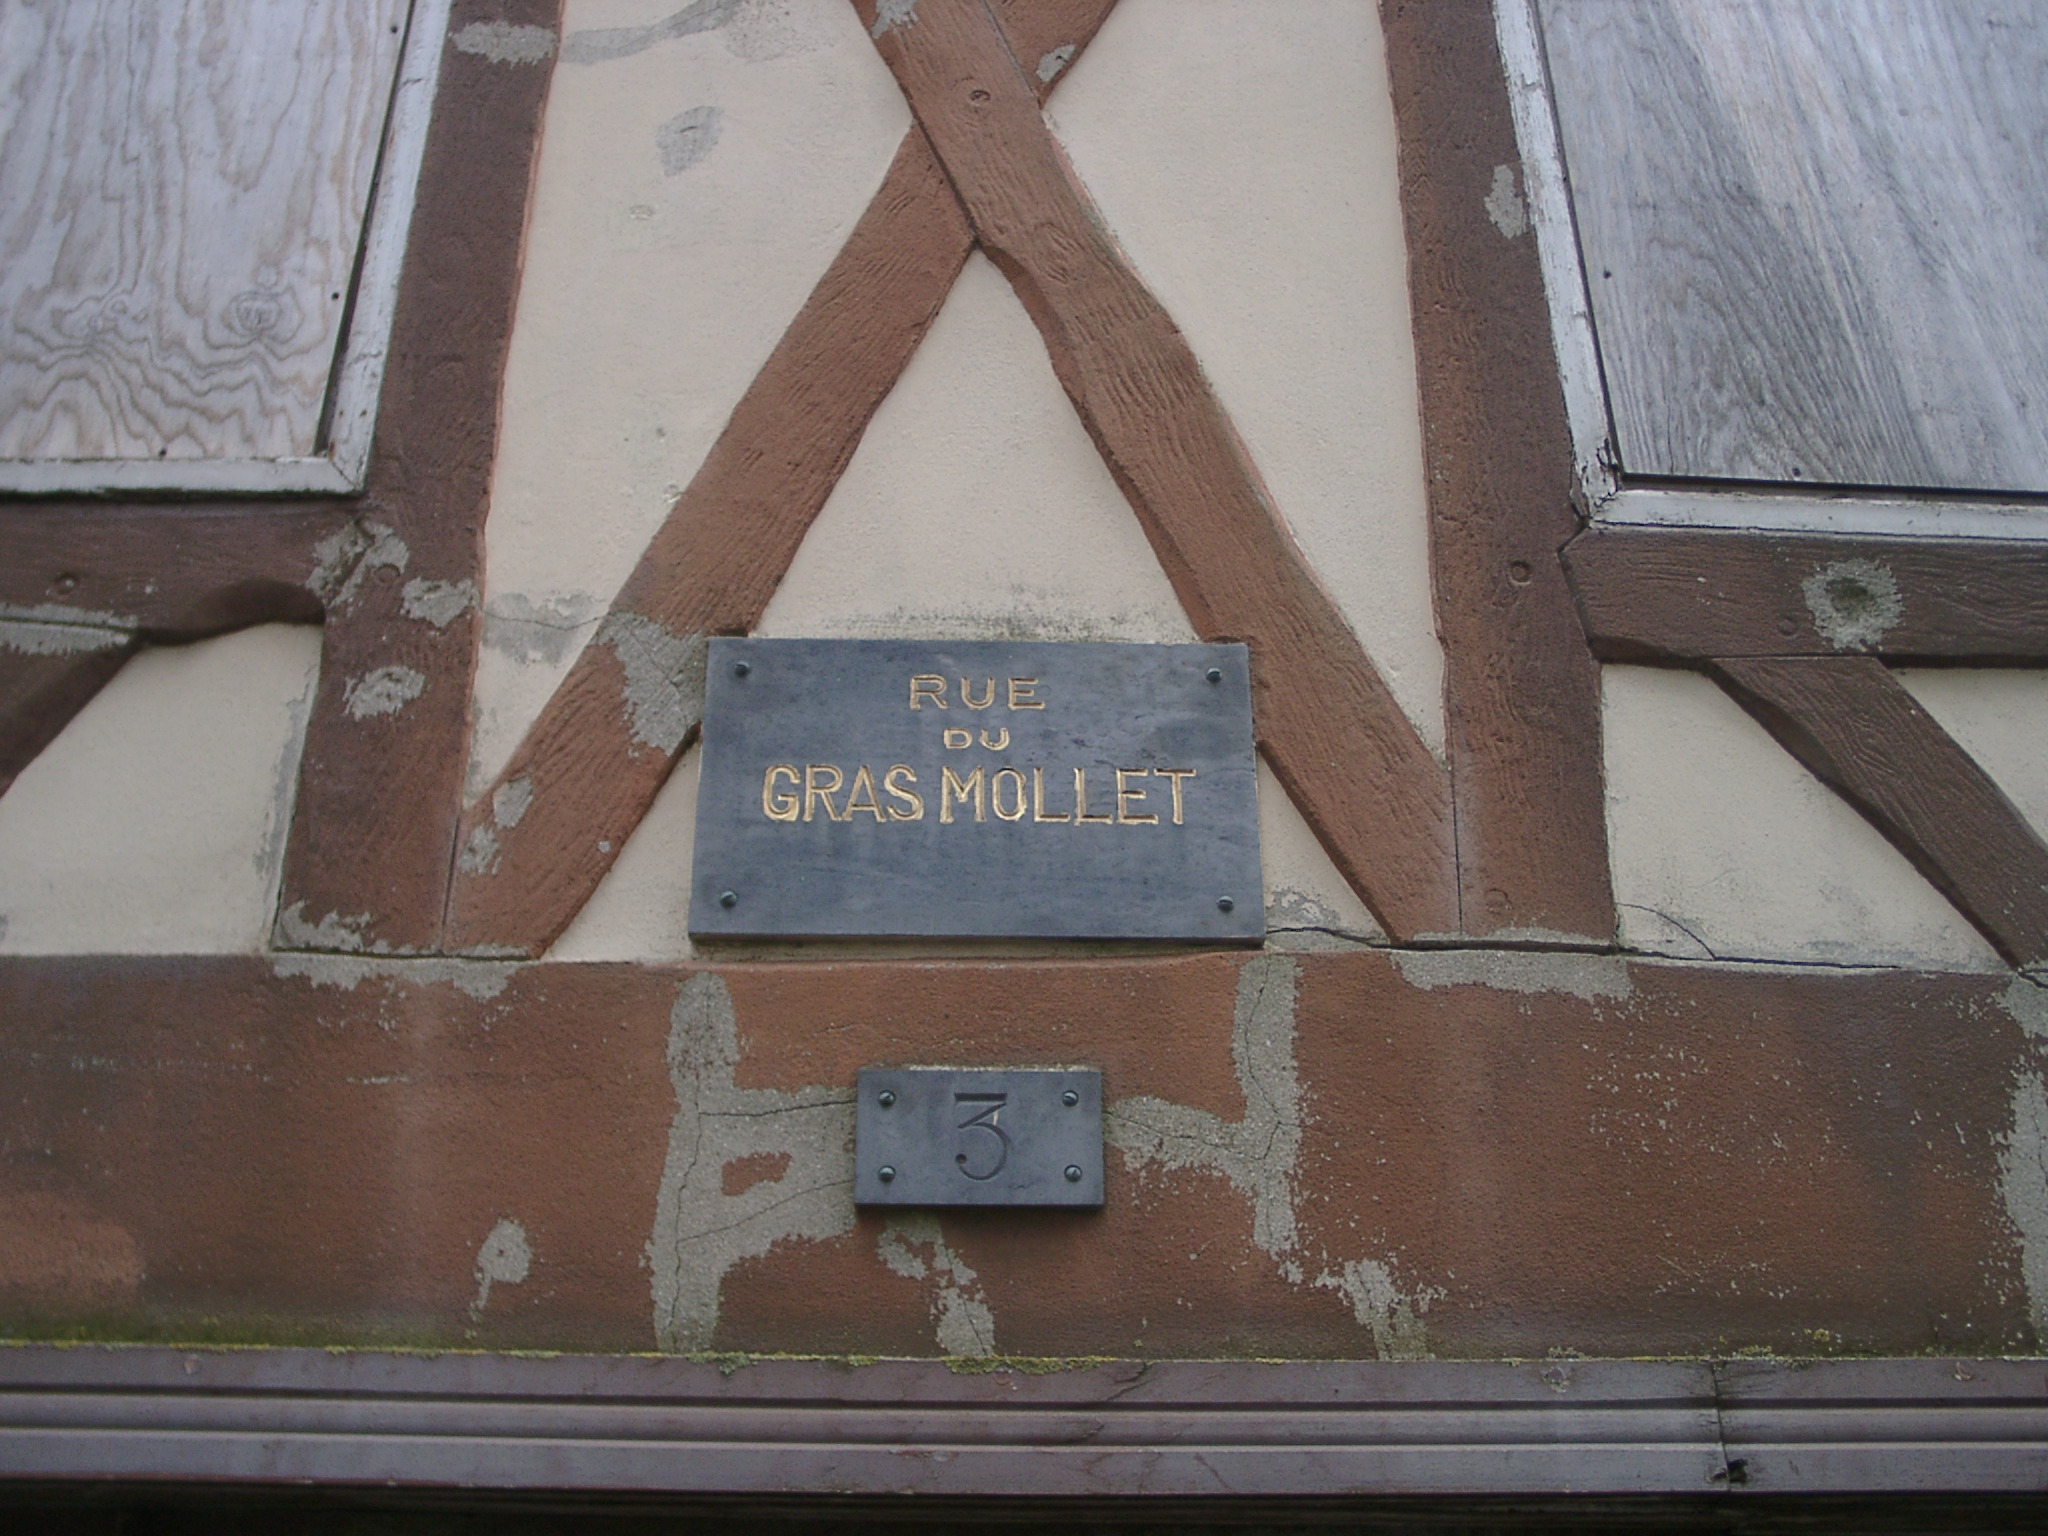 RUE
DU
GRAS MOLLET
3